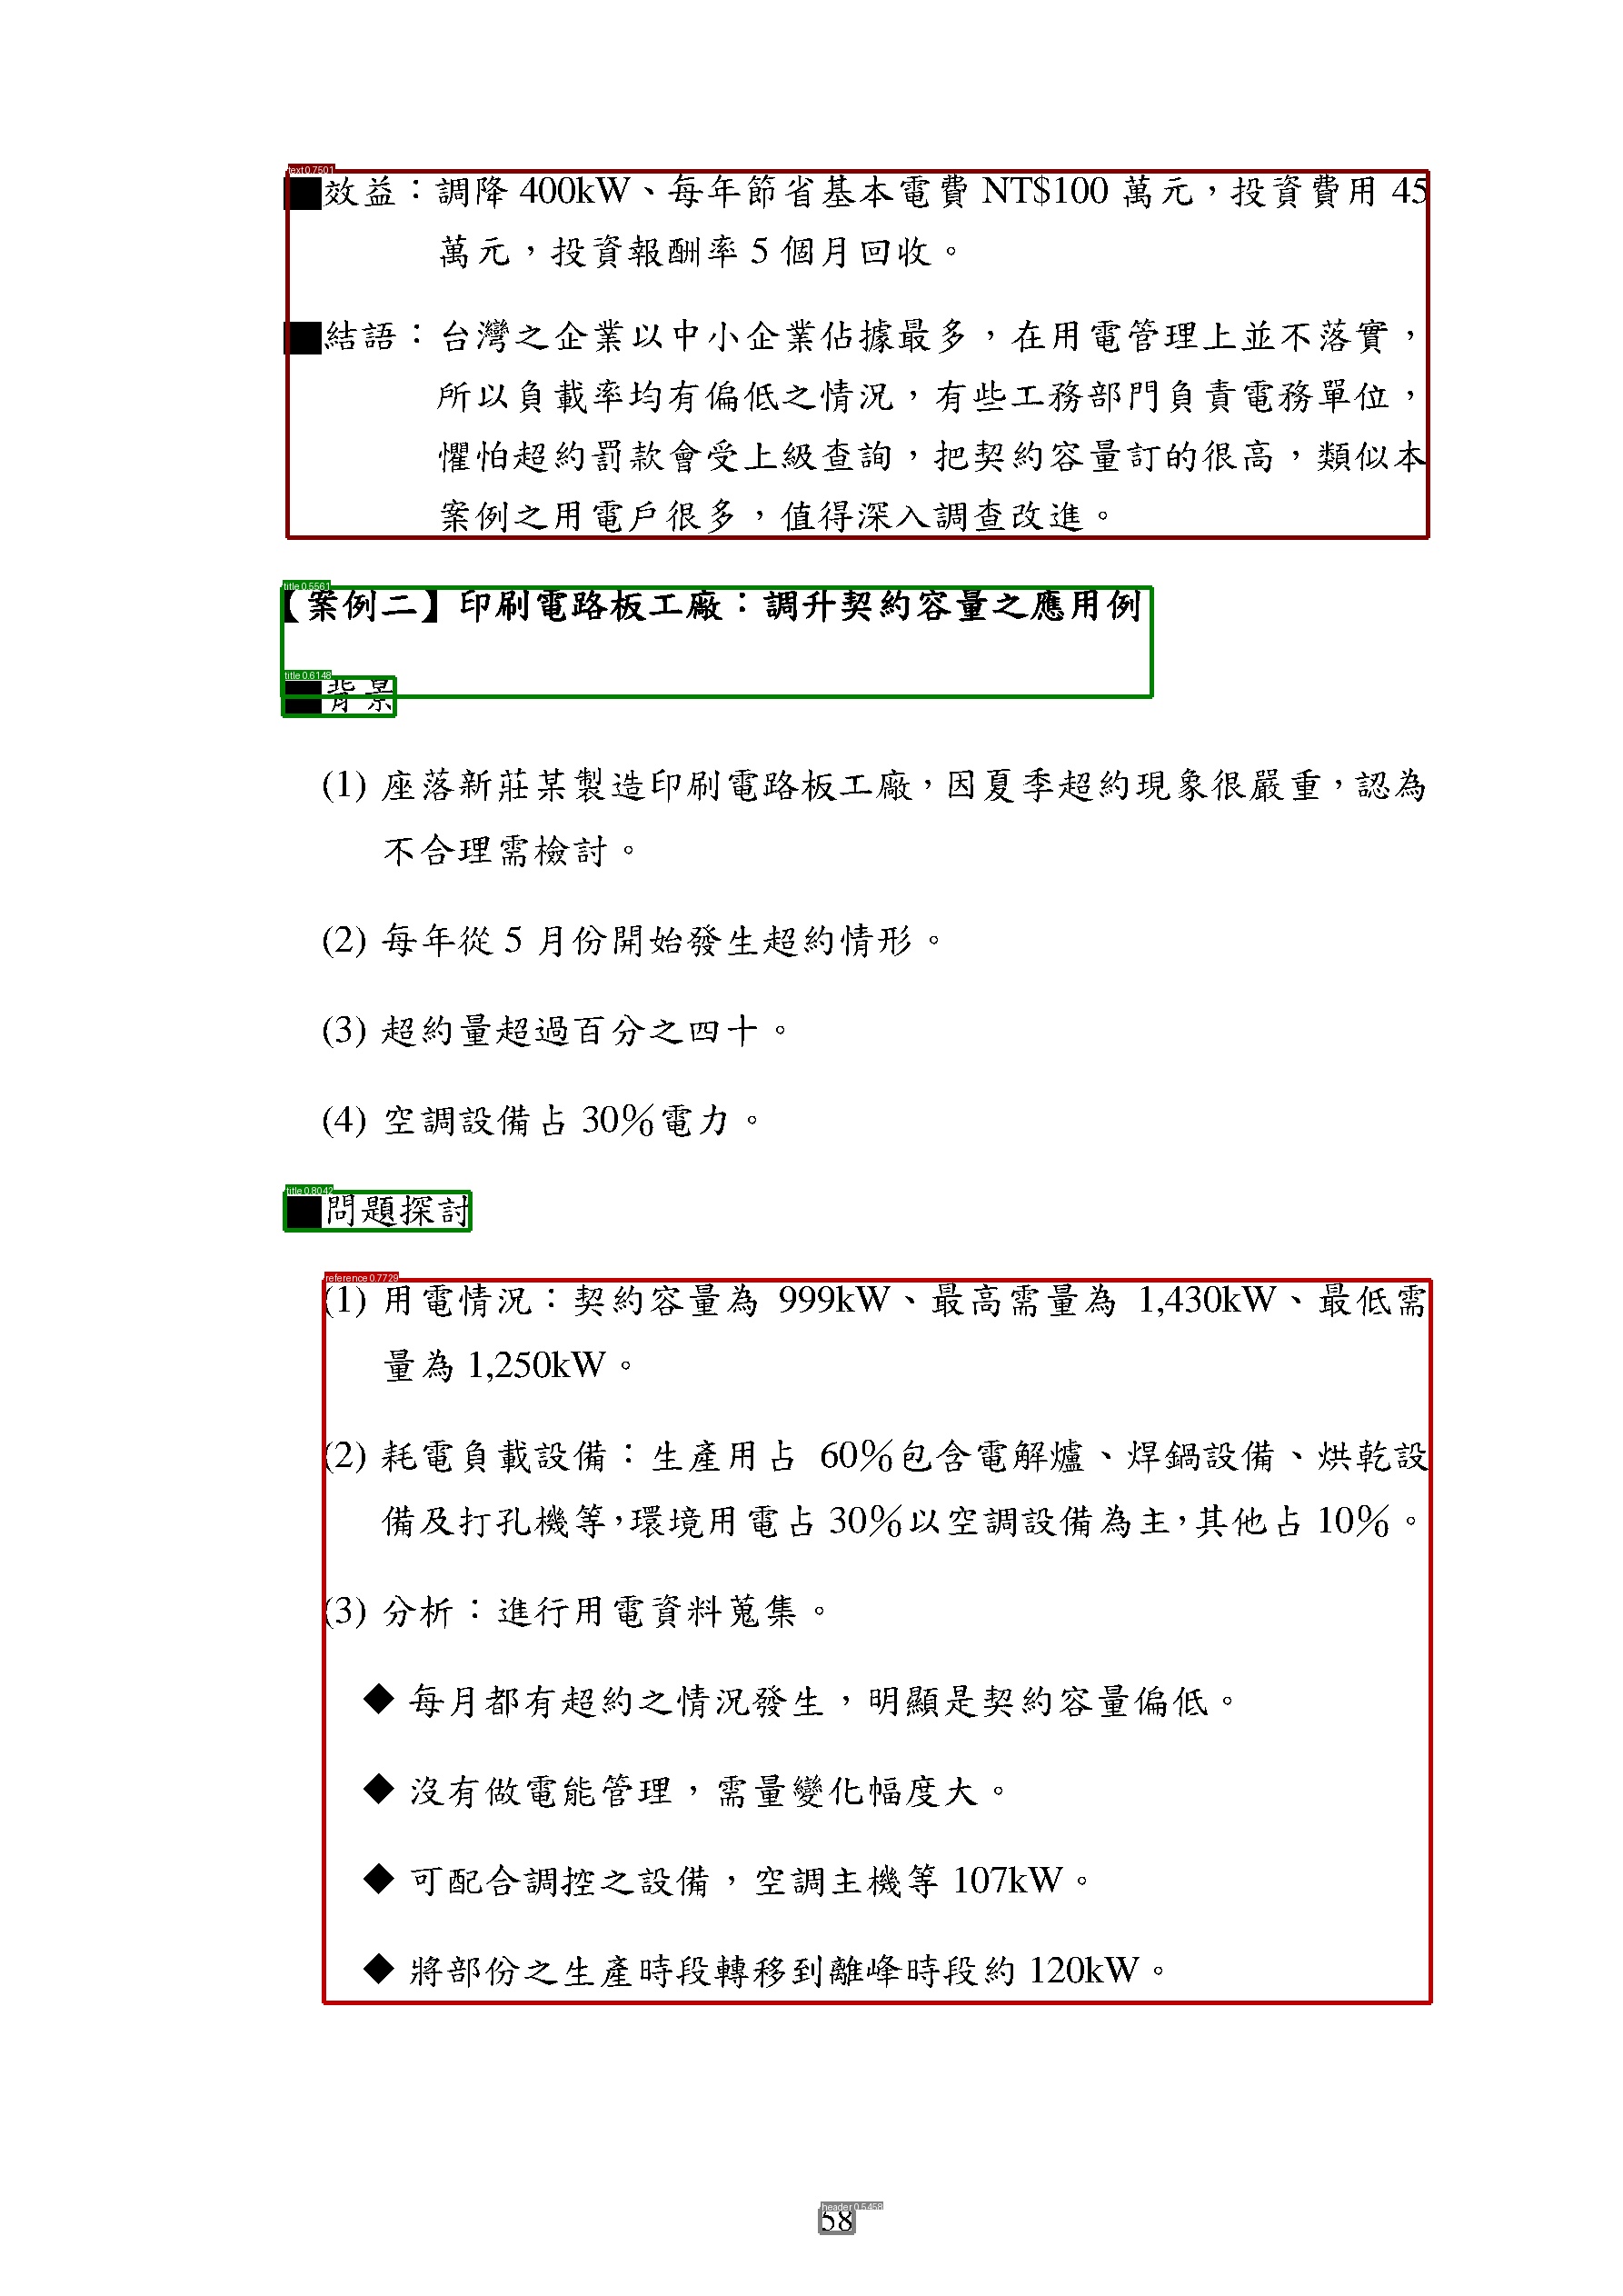 text 0.7501
■效益：調降 400kW、每年節省基本電費 NT$100 萬元，投資費用 45
萬元，投資報酬率 5 個月回收。
■結語：台灣之企業以中小企業佔據最多，在用電管理上並不落實，
所以負載率均有偏低之情況，有些工務部門負責電務單位，
懼怕超約罰款會受上級查詢，把契約容量訂的很高，類似本
案例之用電戶很多，值得深入調查改進。
title 0.5561
【案例二】印刷電路板工廠：調升契約容量之應用例
title 0.6148
■背景
(1) 座落新莊某製造印刷電路板工廠，因夏季超約現象很嚴重，認為
不合理需檢討。
(2) 每年從 5 月份開始發生超約情形。
(3) 超約量超過百分之四十。
(4) 空調設備占 30%電力。
title 0.8042
■問題探討
reference 0.7729
(1) 用電情況：契約容量為 999kW、最高需量為 1,430kW、最低需
量為 1,250kW。
(2) 耗電負載設備：生產用占 60%包含電解爐、焊鍋設備、烘乾設
備及打孔機等，環境用電占 30%以空調設備為主，其他占 10%。
(3) 分析：進行用電資料蒐集。
◆ 每月都有超約之情況發生，明顯是契約容量偏低。
◆ 沒有做電能管理，需量變化幅度大。
◆ 可配合調控之設備，空調主機等 107kW。
◆ 將部份之生產時段轉移到離峰時段約 120kW。
header 0.5458
58